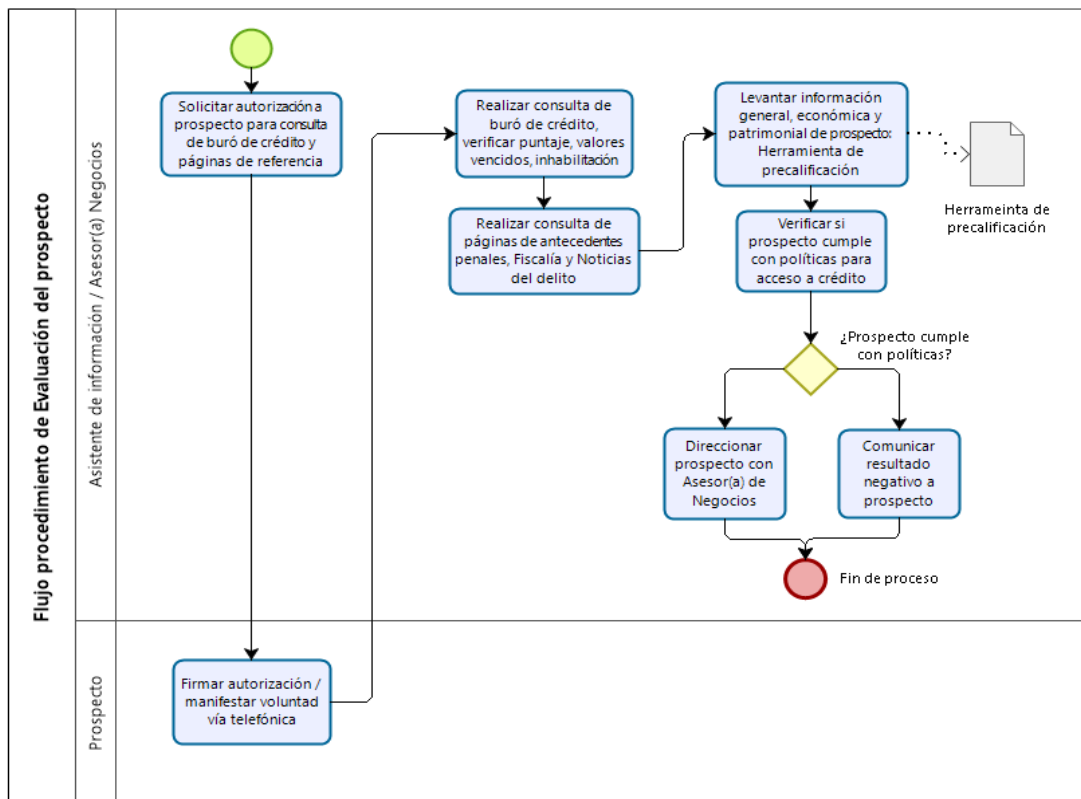 Flujo procedimiento de Evaluación del prospecto
Asistente de información / Asesor(a) Negocios
Solicitar autorización a
prospecto para consulta
de buró de crédito y
páginas de referencia
Realizar consulta de
buró de crédito,
verificar puntaje, valores
vencidos, inhabilitación
Realizar consulta de
páginas de antecedentes
penales, Fiscalía y Noticias
del delito
Levantar información
general, económica y
patrimonial de prospecto:
Herramienta de
precalificación
Herrameinta de
precalificación
Verificar si
prospecto cumple
con políticas para
acceso a crédito
¿Prospecto cumple
con políticas?
Direccionar
prospecto con
Asesor(a) de
Negocios
Comunicar
resultado
negativo a
prospecto
Fin de proceso
Prospecto
Firmar autorización /
manifestar voluntad
vía telefónica